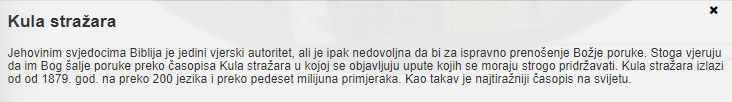 Kula stražara
Jehovinim svjedocima Biblija je jedini vjerski autoritet, ali je ipak nedovoljna da bi za ispravno prenošenje Božje poruke. Stoga vjeruju
da im Bog šalje poruke preko časopisa Kula stražara u kojoj se objavljuju upute kojih se moraju strogo pridržavati. Kula stražara izlazi
od od 1879. god. na preko 200 jezika i preko pedeset milijuna primjeraka. Kao takav je najtiražniji časopis na svijetu.